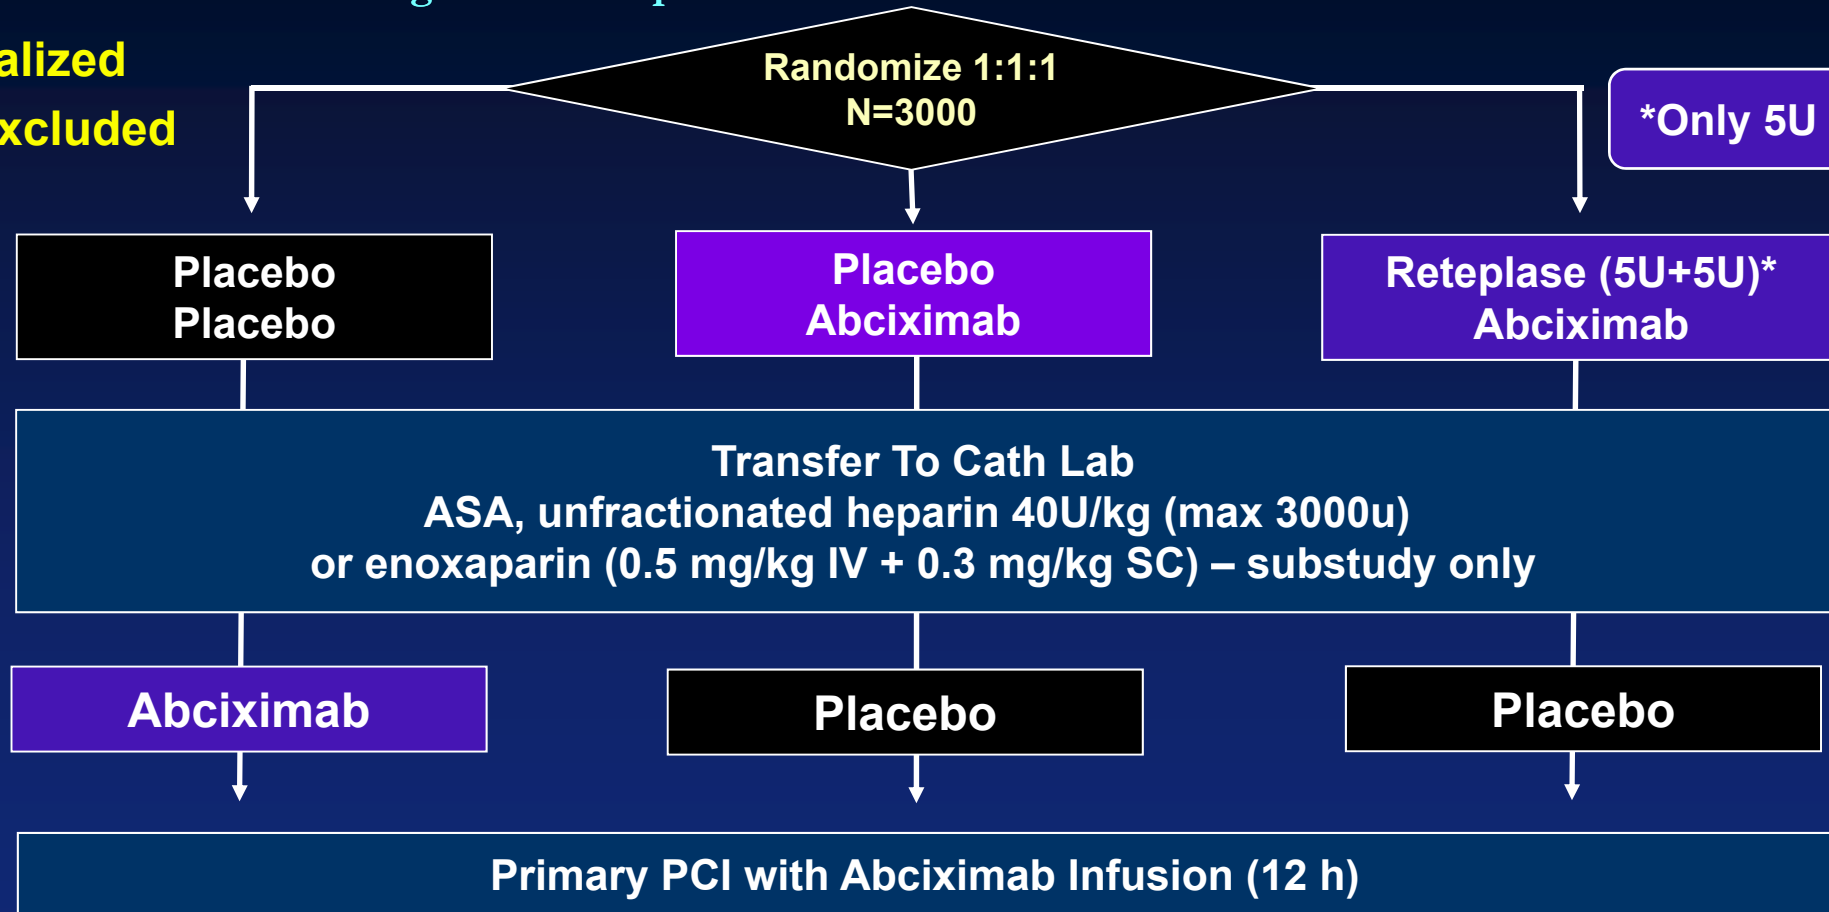 Randomize 1:1:1
N=3000
*Only 5U
Placebo
Placebo
Placebo
Abciximab
Reteplase (5U+5U)*
Abciximab
Transfer To Cath Lab
ASA, unfractionated heparin 40U/kg (max 3000u)
or enoxaparin (0.5 mg/kg IV + 0.3 mg/kg SC) – substudy only
Abciximab
Placebo
Placebo
Primary PCI with Abciximab Infusion (12 h)